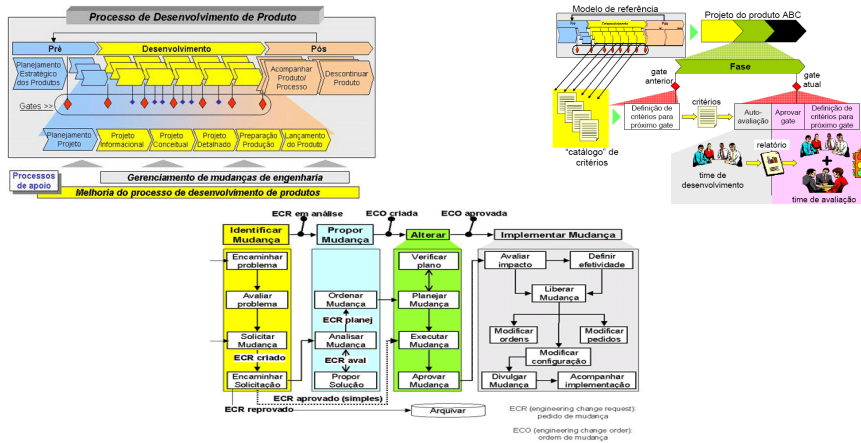 Processo de Desenvolvimento de Produto
Pré
Desenvolvimento
Pós
Planejamento
Estratégico
dos Produtos
Acompanhar
Produto/
Processo
Descontinuar
Produto
Gates >>
Planejamento
Projeto
Projeto
Informacional
Projeto
Conceitual
Projeto
Detalhado
Preparação
Produção
Lançamento
do Produto
Processos
de apoio
Gerenciamento de mudanças de engenharia
Melhoria do processo de desenvolvimento de produtos
Modelo de referência
Projeto do produto ABC
Fase
gate
anterior
gate
atual
critérios
Definição de
critérios para
próximo gate
Auto-
avaliação
Aprovar
gate
Definição de
critérios para
próximo gate
"catálogo" de
critérios
relatório
time de
desenvolvimento
time de avaliação
ECR em análise
ECO criada
ECO aprovada
Identificar
Mudança
Propor
Mudança
Alterar
Implementar Mudança
Encaminhar
problema
Avaliar
problema
Solicitar
Mudança
ECR criado
Encaminhar
Solicitação
Ordenar
Mudança
ECR planej
Analisar
Mudança
ECR aval
Propor
Solução
Verificar
plano
Planejar
Mudança
Executar
Mudança
Aprovar
Mudança
Avaliar
impacto
Definir
efetividade
Liberar
Mudança
Modificar
ordens
Modificar
pedidos
Modificar
configuração
Divulgar
Mudança
Acompanhar
implementação
ECR aprovado (simples)
ECR reprovado
Arquivar
ECR (engineering change request):
pedido de mudança
ECO (engineering change order):
ordem de mudança